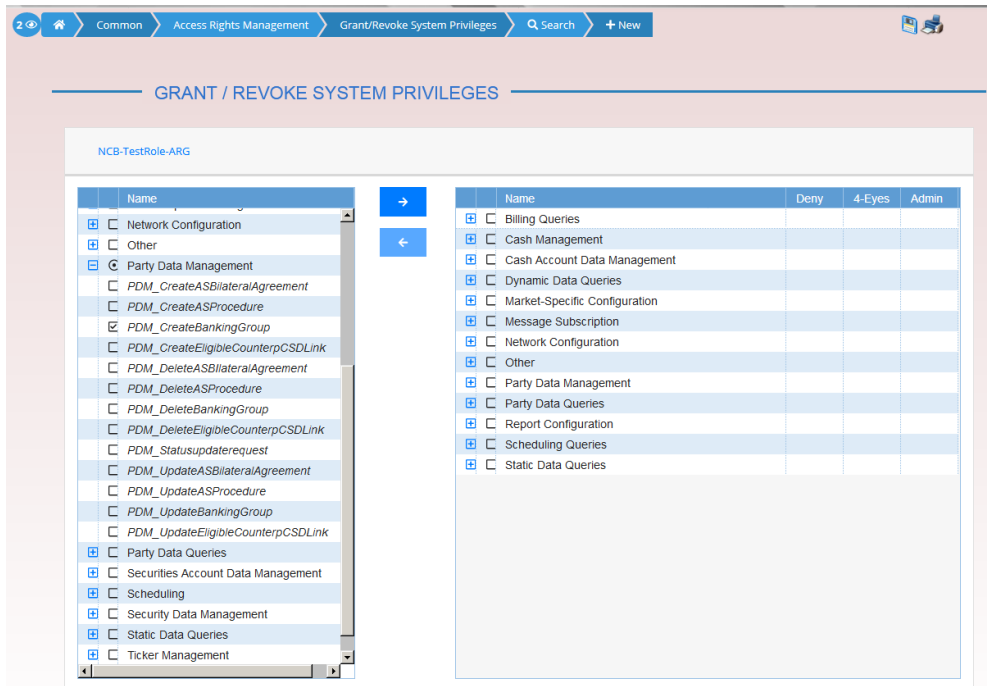 2 Common Access Rights Management Grant/Revoke System Privileges Search New
GRANT / REVOKE SYSTEM PRIVILEGES
NCB-TestRole-ARG
Name
Network Configuration
Other
Party Data Management
PDM_CreateASBilateralAgreement
PDM_CreateASProcedure
PDM_CreateBankingGroup
PDM_CreateEligibleCounterpCSDLink
PDM_DeleteASBIlateralAgreement
PDM_DeleteASProcedure
PDM_DeleteBankingGroup
PDM_DeleteEligibleCounterpCSDLink
PDM_Statusupdaterequest
PDM_UpdateASBilateralAgreement
PDM_UpdateASProcedure
PDM_UpdateBankingGroup
PDM_UpdateEligibleCounterpCSDLink
Party Data Queries
Securities Account Data Management
Scheduling
Security Data Management
Static Data Queries
Ticker Management
Name Deny 4-Eyes Admin
Billing Queries
Cash Management
Cash Account Data Management
Dynamic Data Queries
Market-Specific Configuration
Message Subscription
Network Configuration
Other
Party Data Management
Party Data Queries
Report Configuration
Scheduling Queries
Static Data Queries